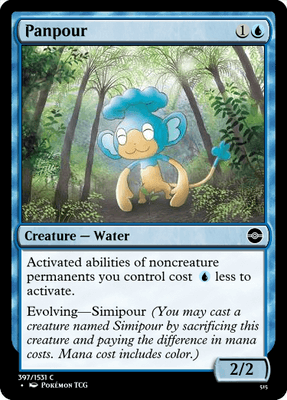 Panpour 1
Creature — Water
Activated abilities of noncreature
permanents you control cost less to
activate.
Evolving—Simipour (You may cast a
creature named Simipour by sacrificing this
creature and paying the difference in mana
costs. Mana cost includes color.)
2/2
397/1531 C
• POKÉMON TCG